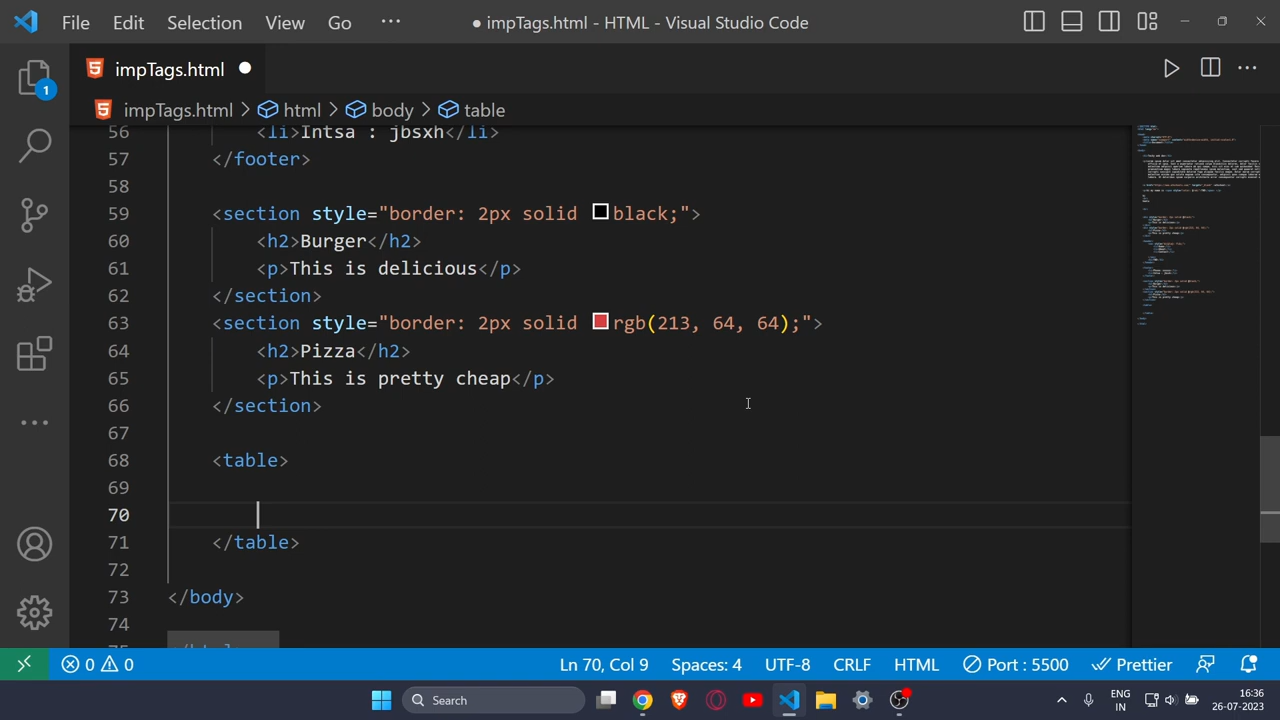 File Edit Selection View Go ··· ● impTags.html - HTML - Visual Studio Code
impTags.html ●
1
impTags.html > html > body > table
56 <li>Intsa : jbsxh</li>
57 </footer>
58
59 <section style="border: 2px solid black;">
60 <h2>Burger</h2>
61 <p>This is delicious</p>
62 </section>
63 <section style="border: 2px solid rgb(213, 64, 64);">
64 <h2>Pizza</h2>
65 <p>This is pretty cheap</p>
66 </section>
67
68 <table>
69
70
71 </table>
72
73 </body>
74
75 </html>
0 0 Ln 70, Col 9 Spaces: 4 UTF-8 CRLF HTML Port : 5500 Prettier
Search ENG IN 16:36 26-07-2023